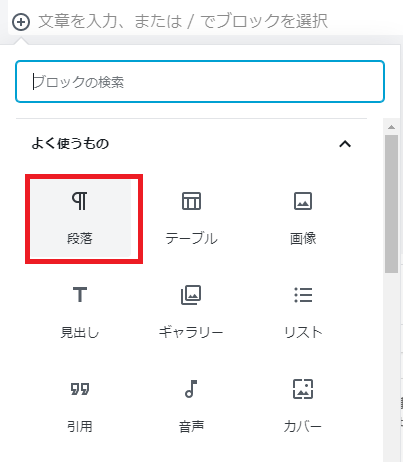 文章を入力、または / でブロックを選択
ブロックの検索
よく使うもの
段落 テーブル 画像
見出し ギャラリー リスト
引用 音声 カバー